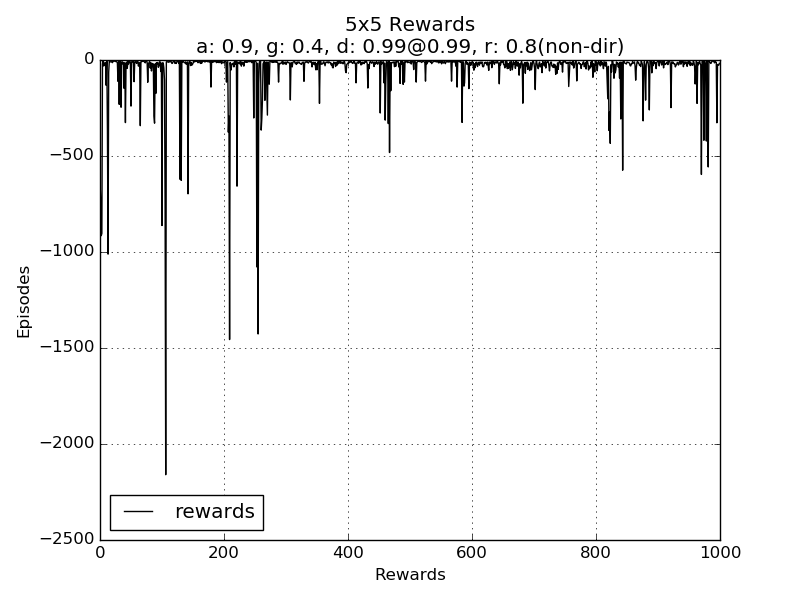 5x5 Rewards
a: 0.9, g: 0.4, d: 0.99@0.99, r: 0.8(non-dir)
0
−500
−1000
−1500
−2000
−2500
Episodes
rewards
0 200 400 600 800 1000
Rewards